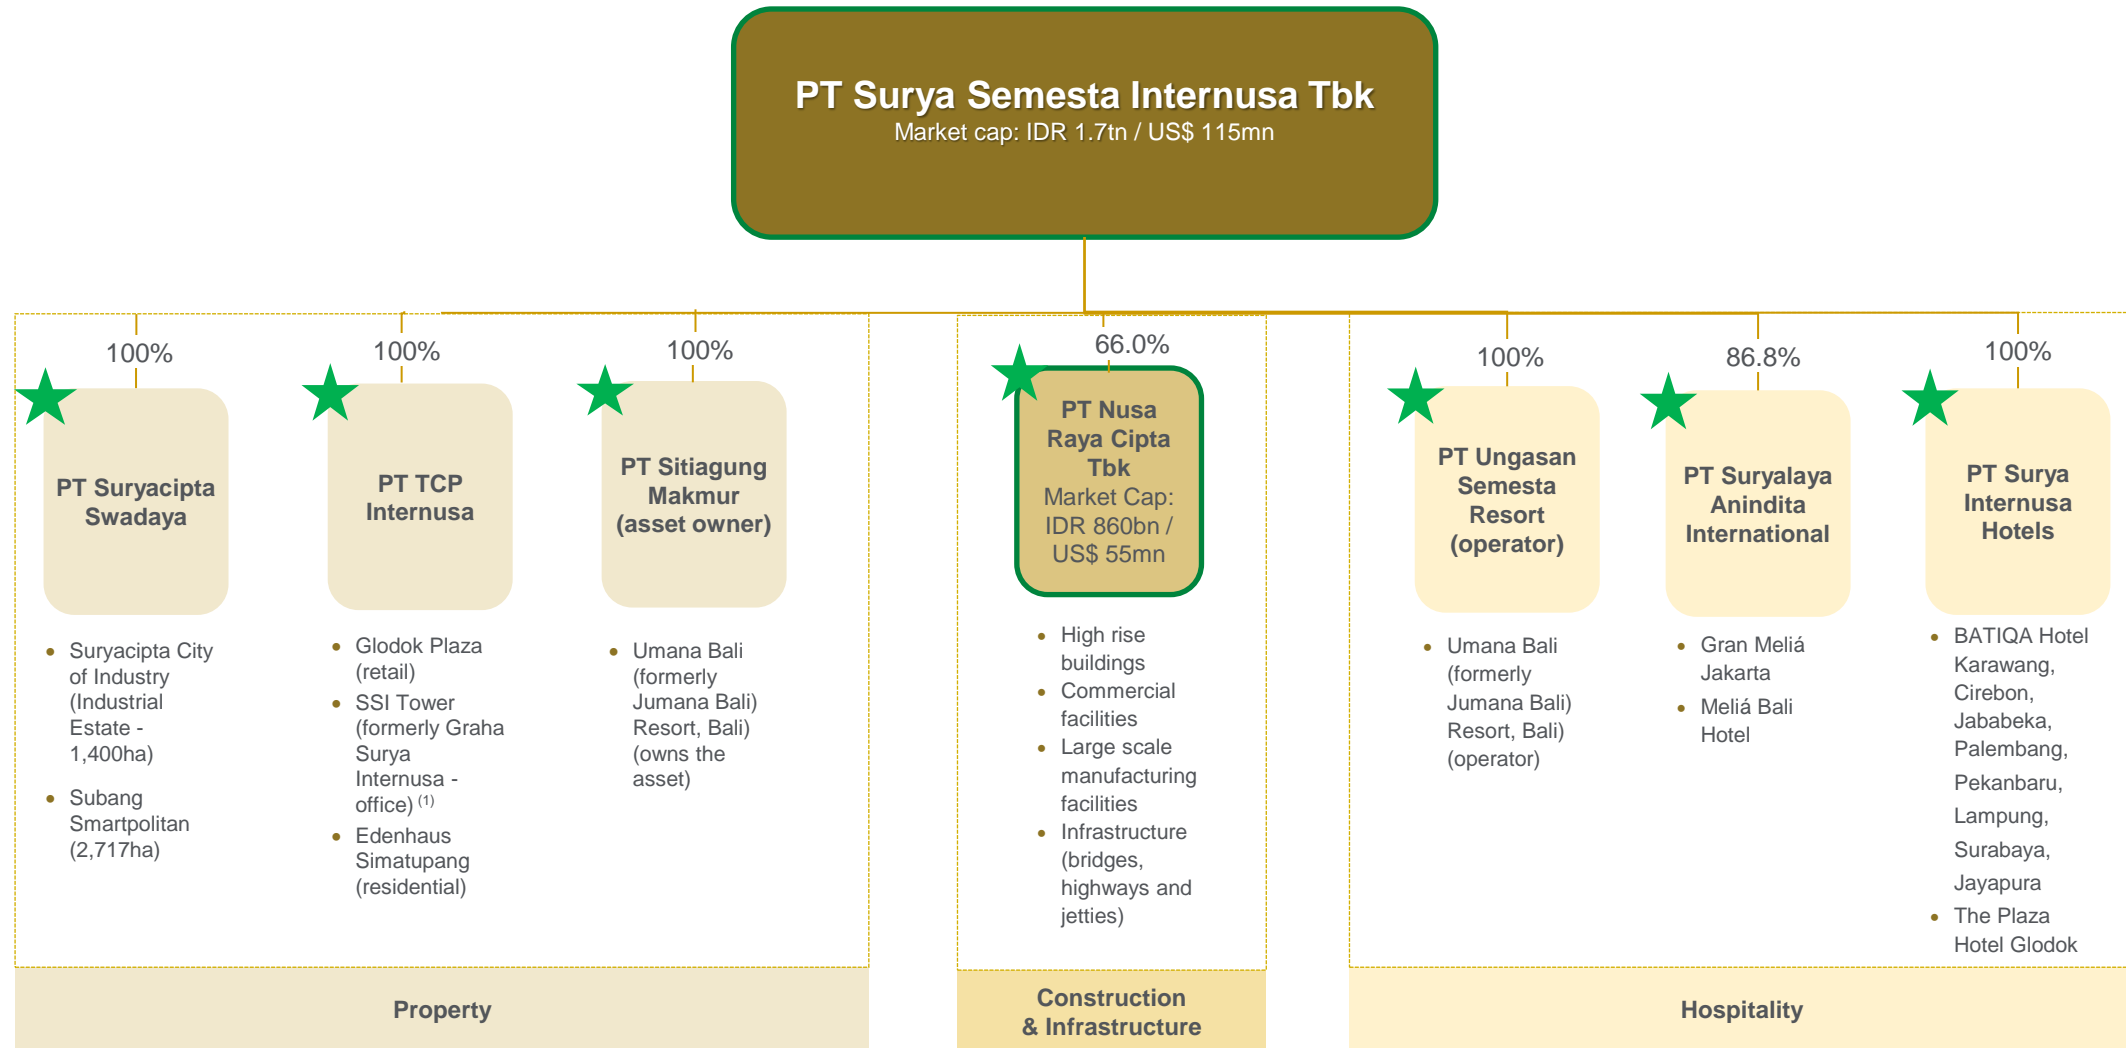 PT Surya Semesta Internusa Tbk
Market cap: IDR 1.7tn / US$ 115mn
100%
PT Suryacipta
Swadaya
• Suryacipta City
of Industry
(Industrial
Estate -
1,400ha)
• Subang
Smartpolitan
(2,717ha)
100%
PT TCP
Internusa
• Glodok Plaza
(retail)
• SSI Tower
(formerly Graha
Surya
Internusa -
office) (1)
• Edenhaus
Simatupang
(residential)
100%
PT Sitiagung
Makmur
(asset owner)
• Umana Bali
(formerly
Jumana Bali)
Resort, Bali)
(owns the
asset)
Property
66.0%
PT Nusa
Raya Cipta
Tbk
Market Cap:
IDR 860bn /
US$ 55mn
• High rise
buildings
• Commercial
facilities
• Large scale
manufacturing
facilities
• Infrastructure
(bridges,
highways and
jetties)
Construction
& Infrastructure
100%
PT Ungasan
Semesta
Resort
(operator)
• Umana Bali
(formerly
Jumana Bali)
Resort, Bali)
(operator)
86.8%
PT Suryalaya
Anindita
International
• Gran Meliá
Jakarta
• Meliá Bali
Hotel
100%
PT Surya
Internusa
Hotels
• BATIQA Hotel
Karawang,
Cirebon,
Jababeka,
Palembang,
Pekanbaru,
Lampung,
Surabaya,
Jayapura
• The Plaza
Hotel Glodok
Hospitality